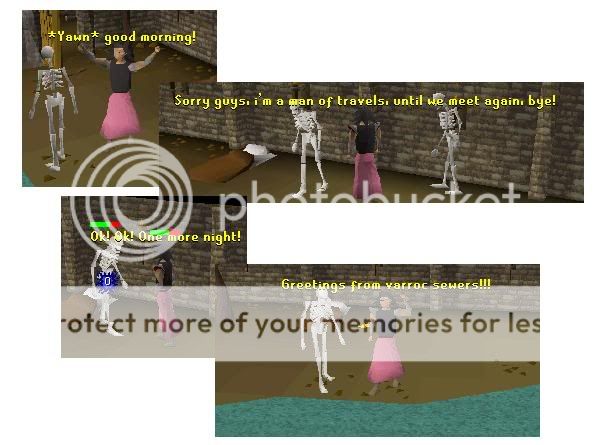 *Yawn* good morning!
Sorry guys, i'm a man of travels, until we meet again, bye!
photobucket
Ok! Ok! One more night!
0
Greetings from varroc sewers!!!
rotect more of your memories for les